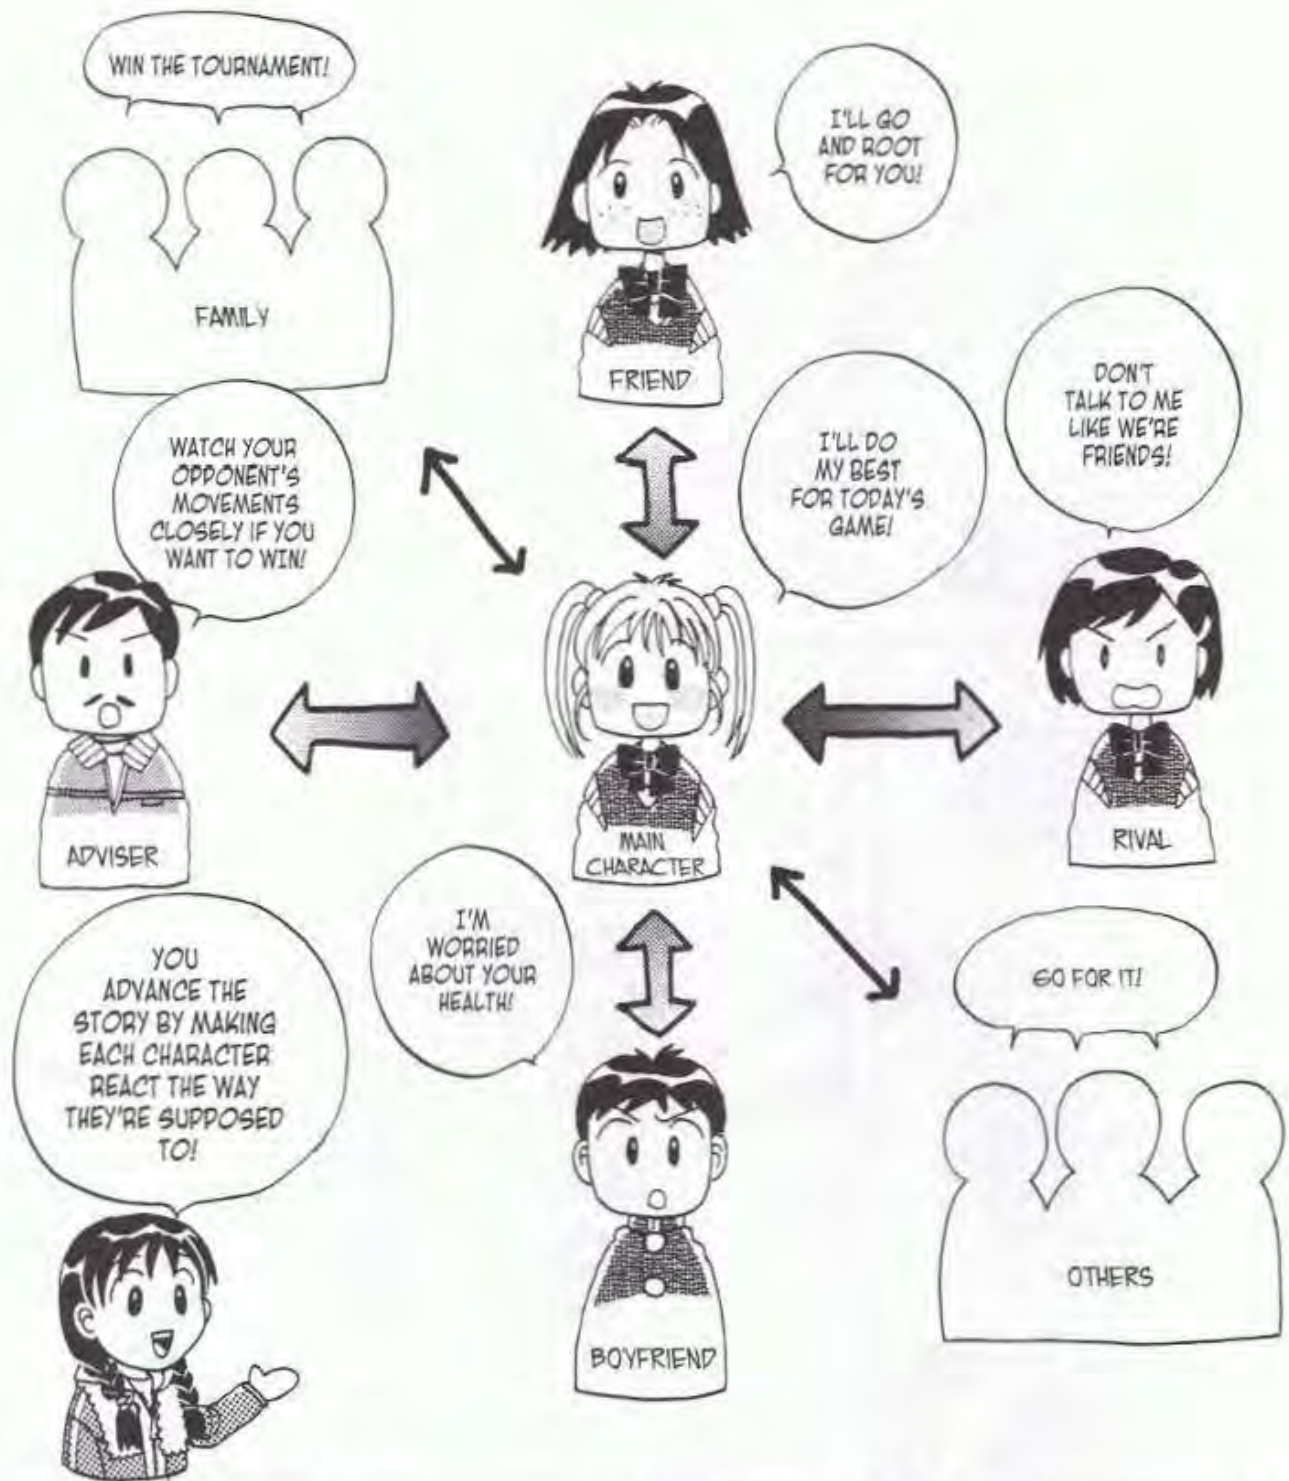 WIN THE TOURNAMENT!
FAMILY
I'LL GO
AND ROOT
FOR YOU!
FRIEND
WATCH YOUR
OPPONENT'S
MOVEMENTS
CLOSELY IF YOU
WANT TO WIN!
ADVISER
I'LL DO
MY BEST
FOR TODAY'S
GAME!
MAIN
CHARACTER
DON'T
TALK TO ME
LIKE WE'RE
FRIENDS!
RIVAL
I'M
WORRIED
ABOUT YOUR
HEALTH!
BOYFRIEND
GO FOR IT!
OTHERS
YOU
ADVANCE THE
STORY BY MAKING
EACH CHARACTER
REACT THE WAY
THEY'RE SUPPOSED
TO!